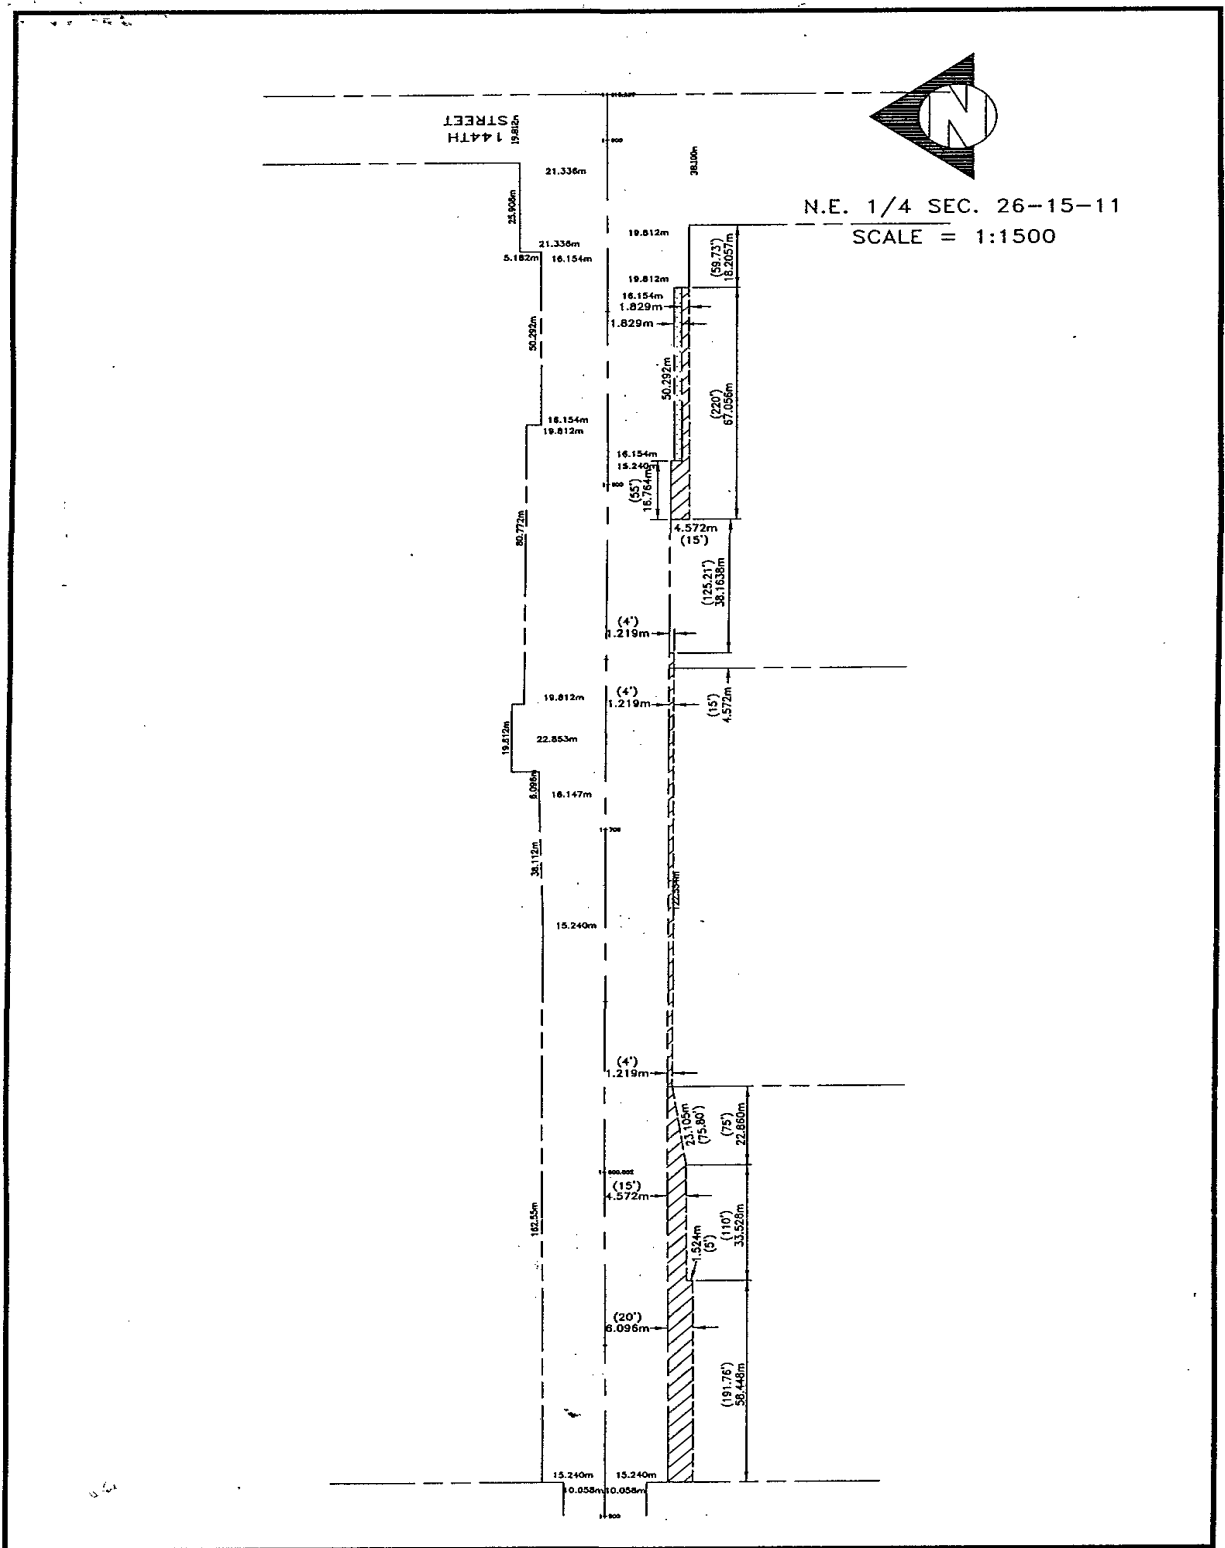 144TH
STREET
19.812m
21.336m
38.100m
25.908m
N
N.E. 1/4 SEC. 26-15-11
SCALE = 1:1500
19.812m
21.336m
5.182m 16.154m
(59.73')
18.2057m
19.812m
16.154m
1.829m
1.829m
50.292m
50.292m
(220')
67.056m
16.154m
19.812m
16.154m
15.240m
(55')
16.764m
4.572m
(15')
80.772m
(125.21')
38.1638m
(4')
1.219m
19.812m
(4')
1.219m
(15')
4.572m
19.812m
22.853m
6.096m
16.147m
38.112m
15.240m
(4')
1.219m
23.105m
(75.80')
(75')
22.860m
(15')
4.572m
1.524m
(5')
(110')
33.528m
(20')
6.096m
(191.76')
58.448m
15.240m 15.240m
10.058m 10.058m